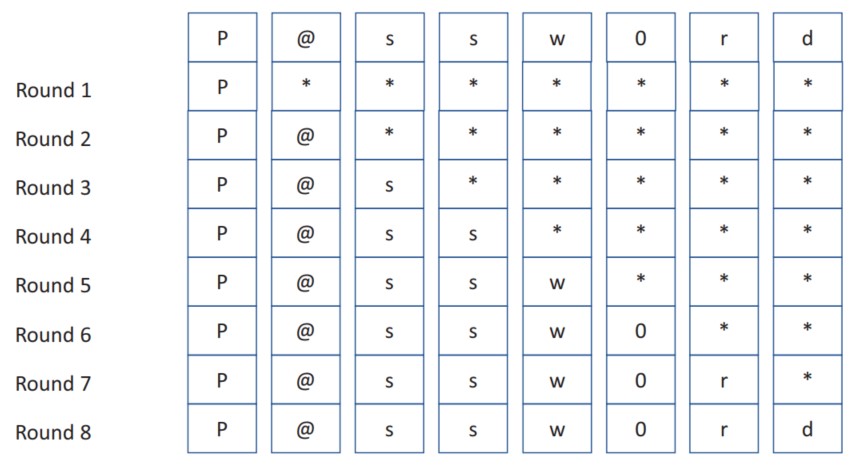 P @ s s w 0 r d
Round 1 P * * * * * * *
Round 2 P @ * * * * * *
Round 3 P @ s * * * * *
Round 4 P @ s s * * * *
Round 5 P @ s s w * * *
Round 6 P @ s s w 0 * *
Round 7 P @ s s w 0 r *
Round 8 P @ s s w 0 r d